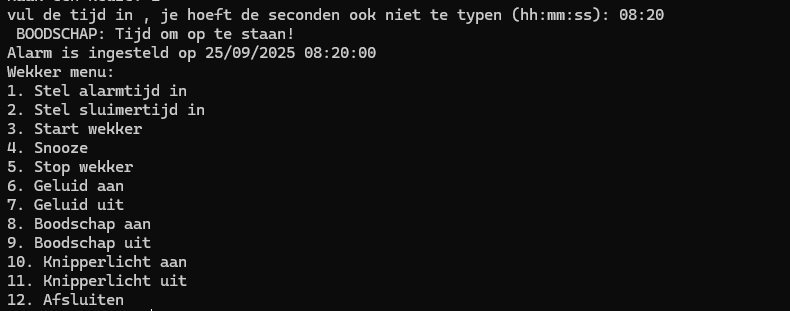 vul de tijd in , je hoeft de seconden ook niet te typen (hh:mm:ss): 08:20
BOODSCHAP: Tijd om op te staan!
Alarm is ingesteld op 25/09/2025 08:20:00
Wekker menu:
1. Stel alarmtijd in
2. Stel sluimertijd in
3. Start wekker
4. Snooze
5. Stop wekker
6. Geluid aan
7. Geluid uit
8. Boodschap aan
9. Boodschap uit
10. Knipperlicht aan
11. Knipperlicht uit
12. Afsluiten